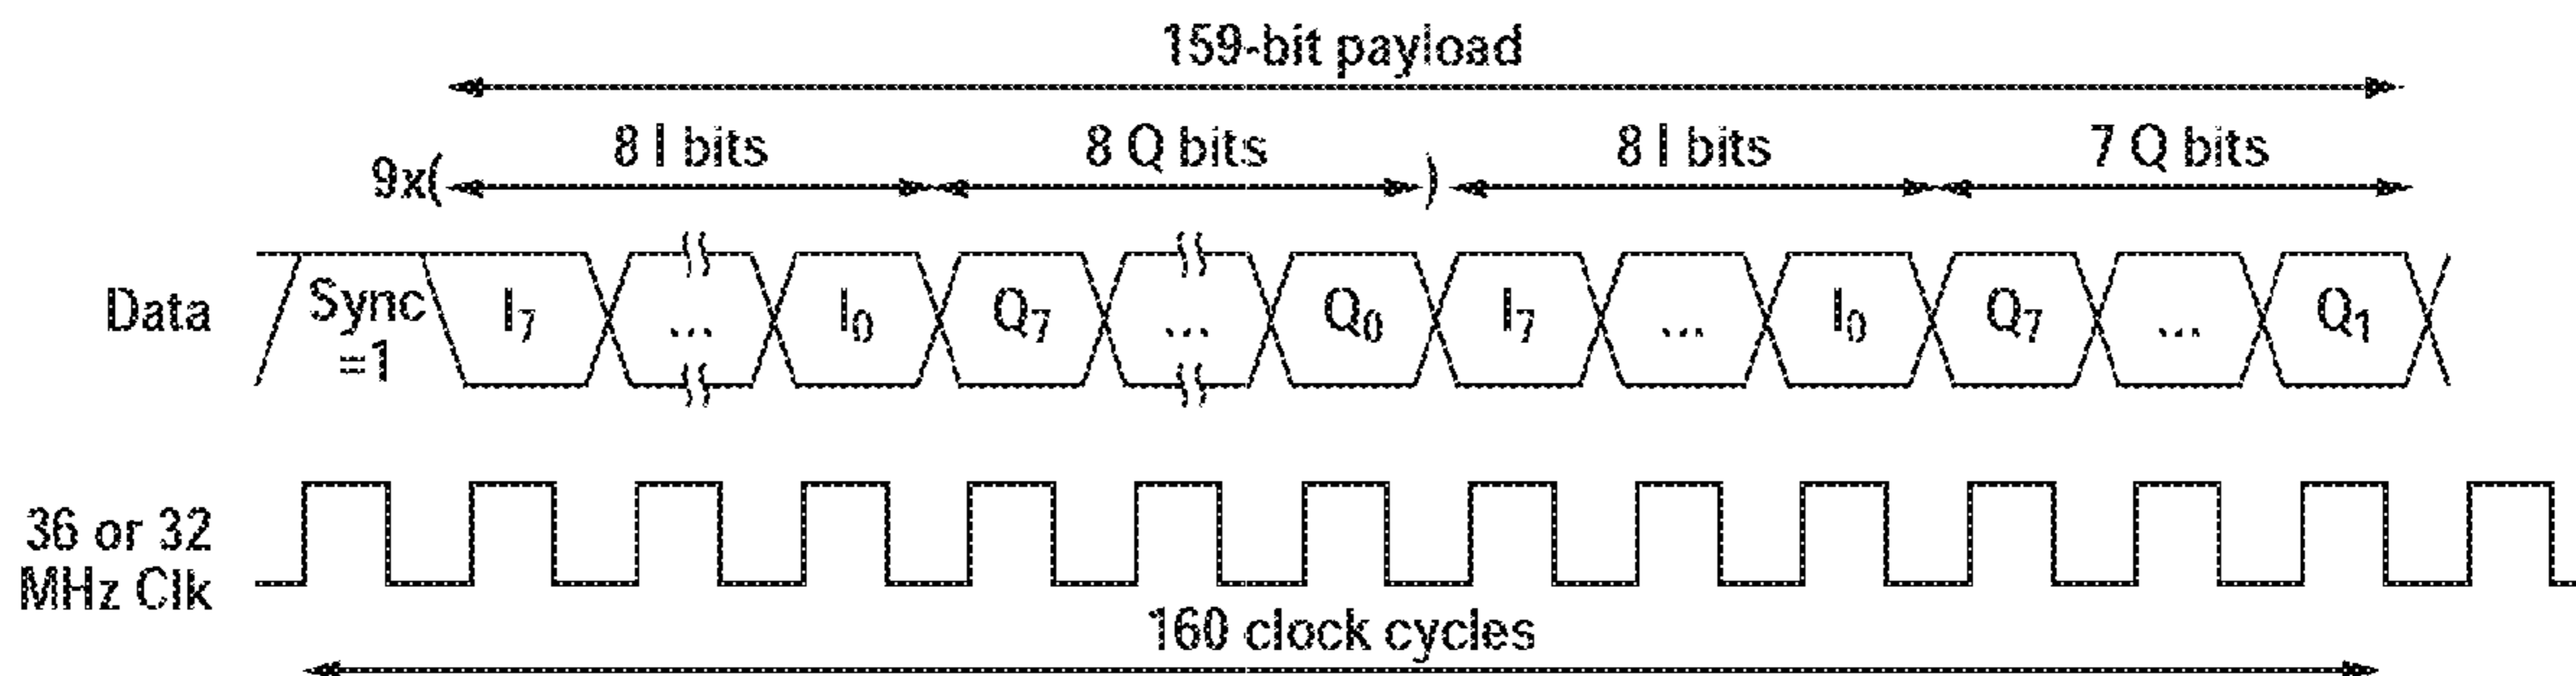 159-bit payload
9x( 8 I bits 8 Q bits ) 8 I bits 7 Q bits
Data Sync =1 I7 ... I0 Q7 ... Q0 I7 ... I0 Q7 ... Q1
36 or 32
MHz Clk
160 clock cycles